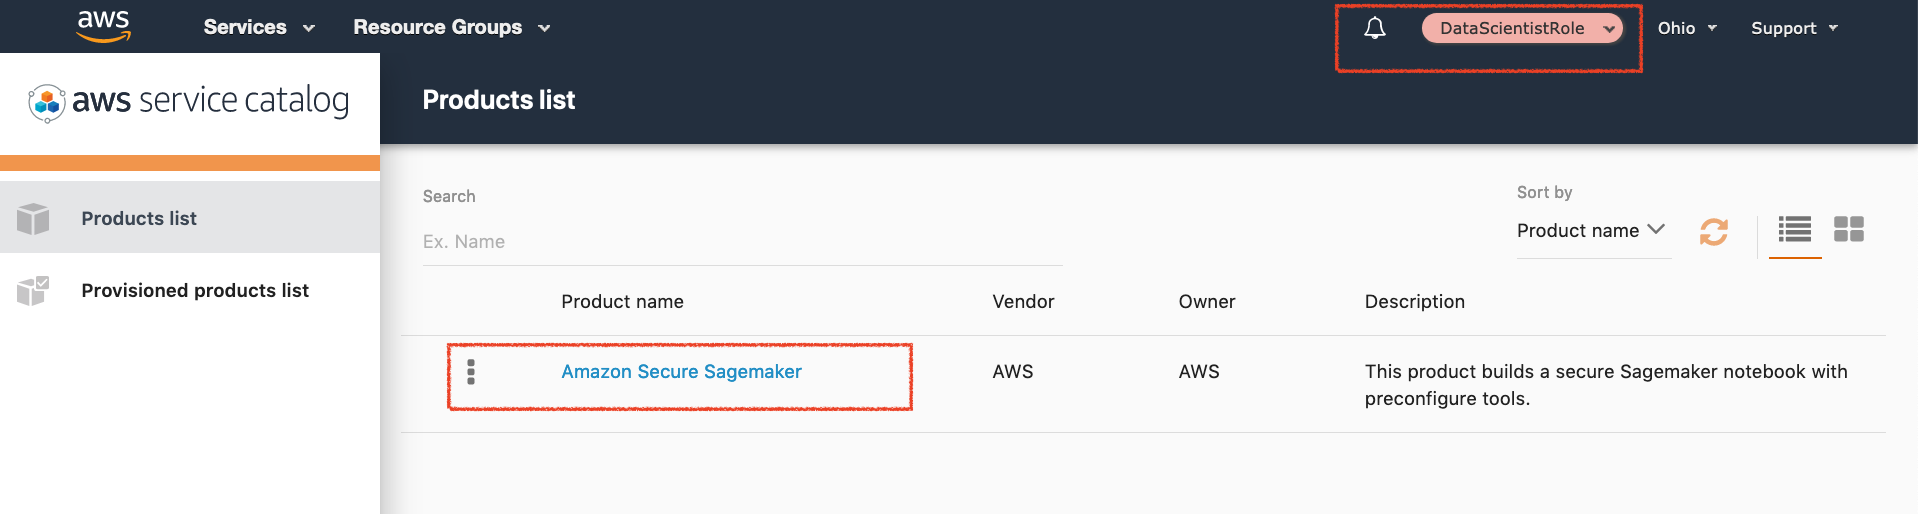 aws Services Resource Groups DataScientistRole Ohio Support
aws service catalog
Products list
Products list
Provisioned products list
Search
Ex. Name
Sort by
Product name
Product name Vendor Owner Description
Amazon Secure Sagemaker AWS AWS This product builds a secure Sagemaker notebook with
preconfigure tools.